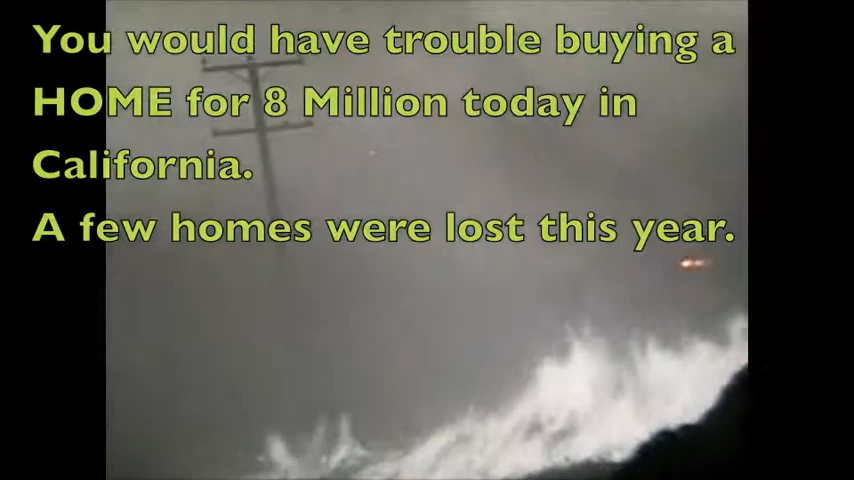 You would have trouble buying a
HOME for 8 Million today in
California.
A few homes were lost this year.